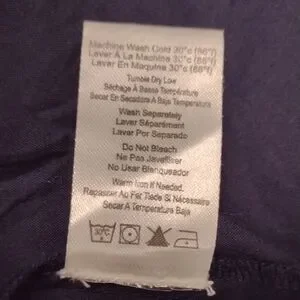 Machine Wash Cold 30°c (86°f)
Laver À La Machine 30°c (86°f)
Lavar En Maquina 30°c (86°f)
Tumble Dry Low
Séchage À Basse Température
Secar En Secadora A Baja Temperatura
Wash Separately
Laver Séparément
Lavar Por Separado
Do Not Bleach
Ne Pas Javelliser
No Usar Blanqueador
Warm Iron If Needed.
Repasser Au Fer Tiède Si Nécessaire
Secar A Temperatura Baja
30°C